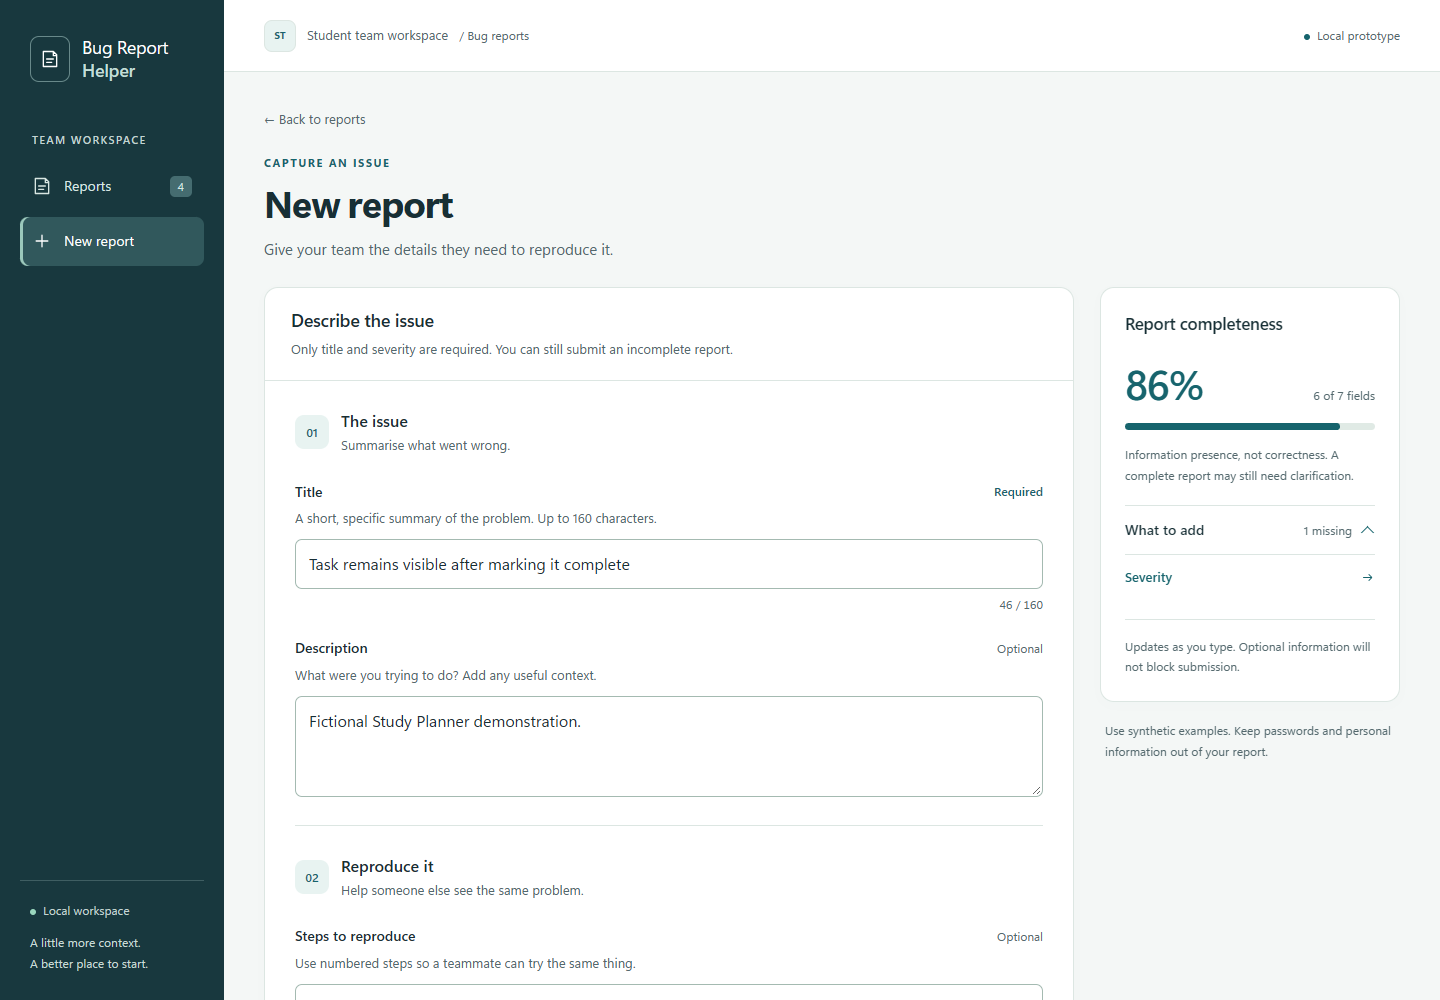 Bug Report
Helper
TEAM WORKSPACE
Reports 4
New report
Local workspace
A little more context.
A better place to start.
ST Student team workspace / Bug reports
Local prototype
← Back to reports
CAPTURE AN ISSUE
New report
Give your team the details they need to reproduce it.
Describe the issue
Only title and severity are required. You can still submit an incomplete report.
01 The issue
Summarise what went wrong.
Title Required
A short, specific summary of the problem. Up to 160 characters.
Task remains visible after marking it complete
46 / 160
Description Optional
What were you trying to do? Add any useful context.
Fictional Study Planner demonstration.
02 Reproduce it
Help someone else see the same problem.
Steps to reproduce Optional
Use numbered steps so a teammate can try the same thing.
Report completeness
86% 6 of 7 fields
Information presence, not correctness. A
complete report may still need clarification.
What to add 1 missing
Severity →
Updates as you type. Optional information will
not block submission.
Use synthetic examples. Keep passwords and personal
information out of your report.